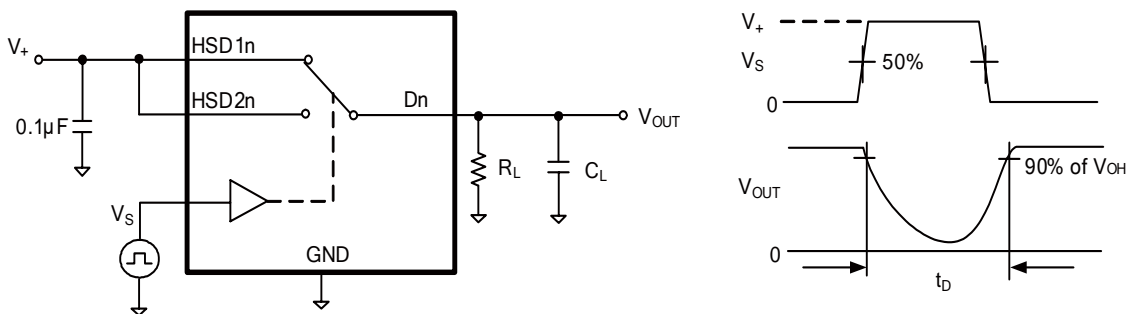 V+
HSD1n
HSD2n
0.1µF
Dn
VOUT
RL
CL
VS
GND
V+
VS
50%
0
VOUT
90% of VOH
0
tD